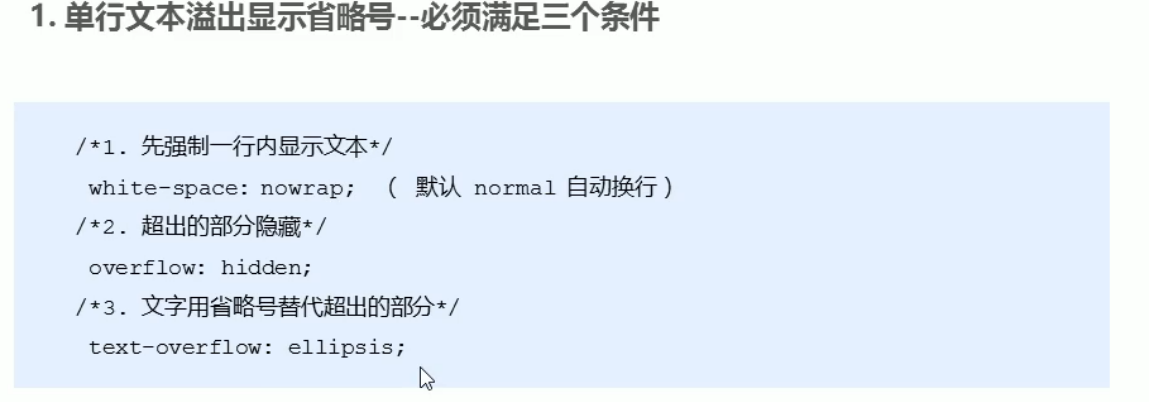 1. 单行文本溢出显示省略号--必须满足三个条件
/*1. 先强制一行内显示文本*/
white-space: nowrap; ( 默认 normal 自动换行)
/*2. 超出的部分隐藏*/
overflow: hidden;
/*3. 文字用省略号替代超出的部分*/
text-overflow: ellipsis;